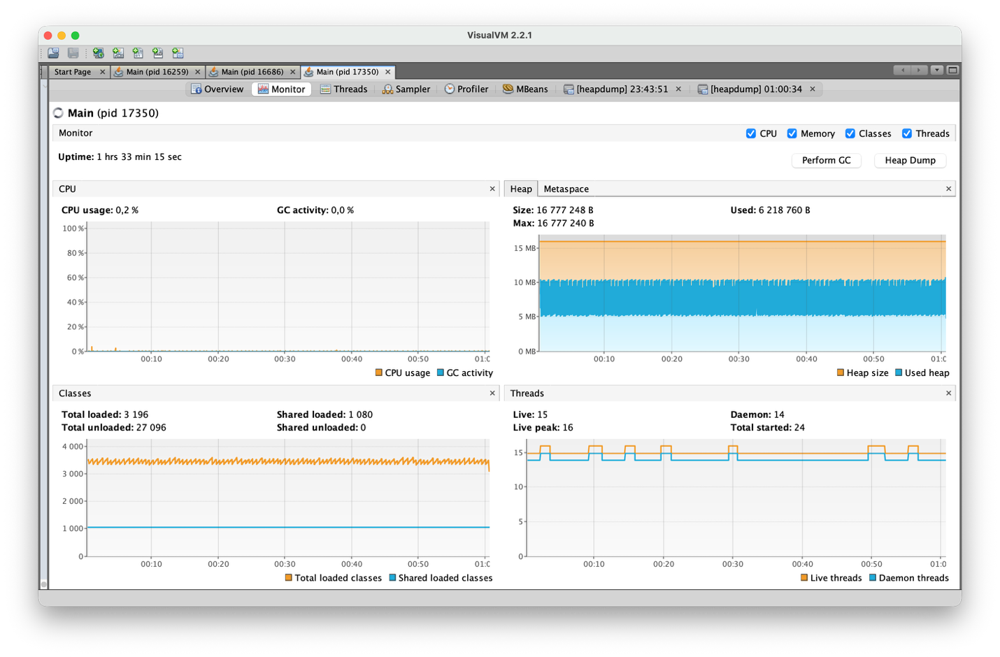 VisualVM 2.2.1
Start Page
Main (pid 16259)
Main (pid 16686)
Main (pid 17350)
Overview
Monitor
Threads
Sampler
Profiler
MBeans
[heapdump] 23:43:51
[heapdump] 01:00:34
Main (pid 17350)
Monitor
CPU
Memory
Classes
Threads
Uptime: 1 hrs 33 min 15 sec
Perform GC
Heap Dump
CPU
CPU usage: 0,2 %
GC activity: 0,0 %
100 %
80 %
60 %
40 %
20 %
0 %
00:10
00:20
00:30
00:40
00:50
CPU usage
GC activity
Heap
Metaspace
Size: 16 777 248 B
Used: 6 218 760 B
Max: 16 777 240 B
15 MB
10 MB
5 MB
0 MB
00:10
00:20
00:30
00:40
00:50
Heap size
Used heap
Classes
Total loaded: 3 196
Shared loaded: 1 080
Total unloaded: 27 096
Shared unloaded: 0
4 000
3 000
2 000
1 000
0
00:10
00:20
00:30
00:40
00:50
Total loaded classes
Shared loaded classes
Threads
Live: 15
Daemon: 14
Live peak: 16
Total started: 24
15
10
5
0
00:10
00:20
00:30
00:40
00:50
Live threads
Daemon threads